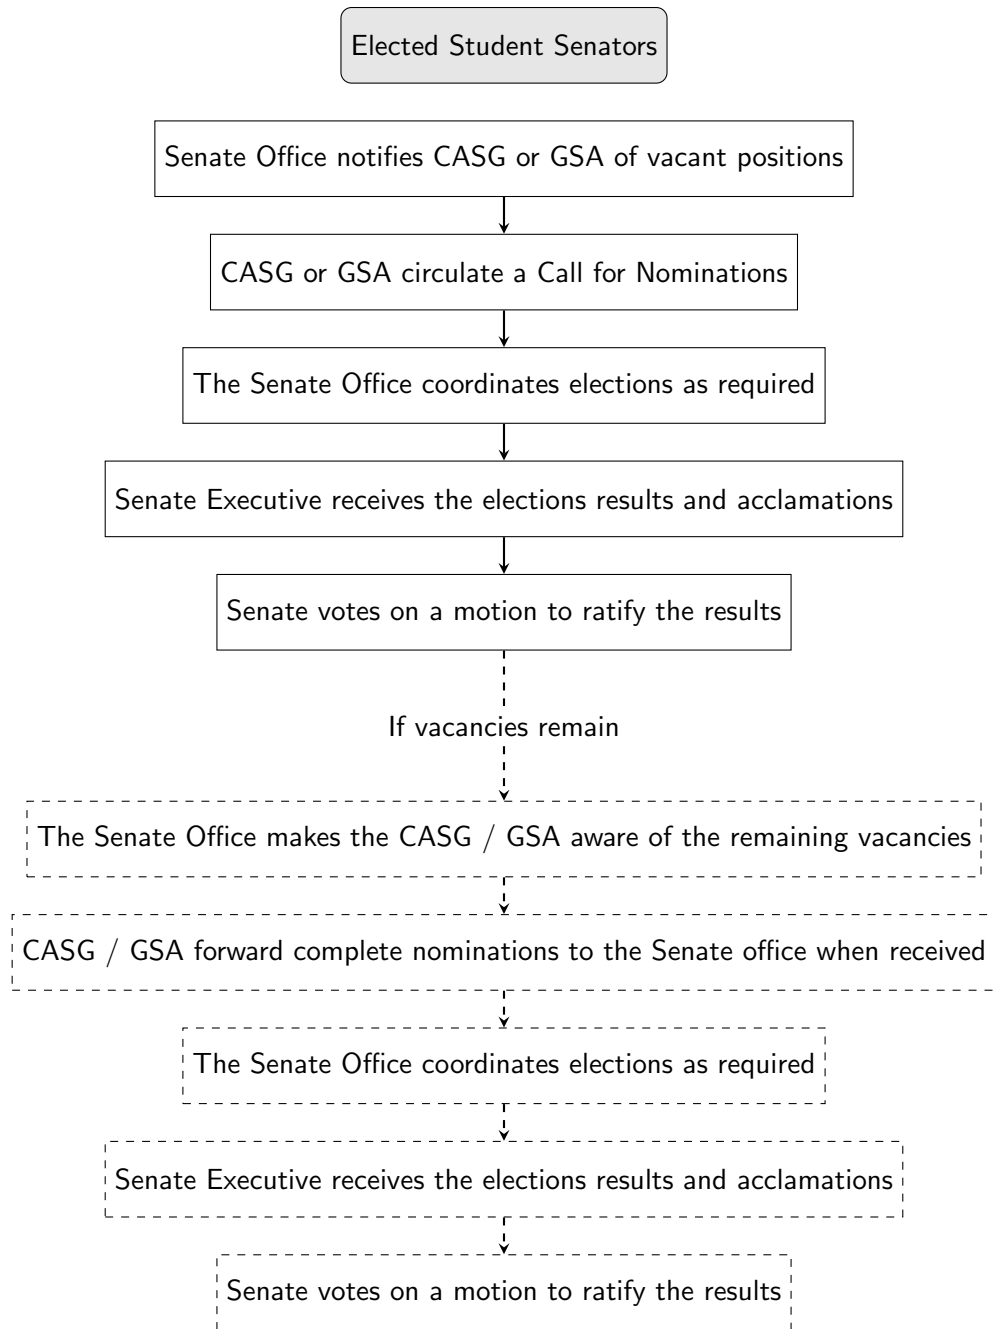 Elected Student Senators
Senate Office notifies CASG or GSA of vacant positions
CASG or GSA circulate a Call for Nominations
The Senate Office coordinates elections as required
Senate Executive receives the elections results and acclamations
Senate votes on a motion to ratify the results
If vacancies remain
The Senate Office makes the CASG / GSA aware of the remaining vacancies
CASG / GSA forward complete nominations to the Senate office when received
The Senate Office coordinates elections as required
Senate Executive receives the elections results and acclamations
Senate votes on a motion to ratify the results